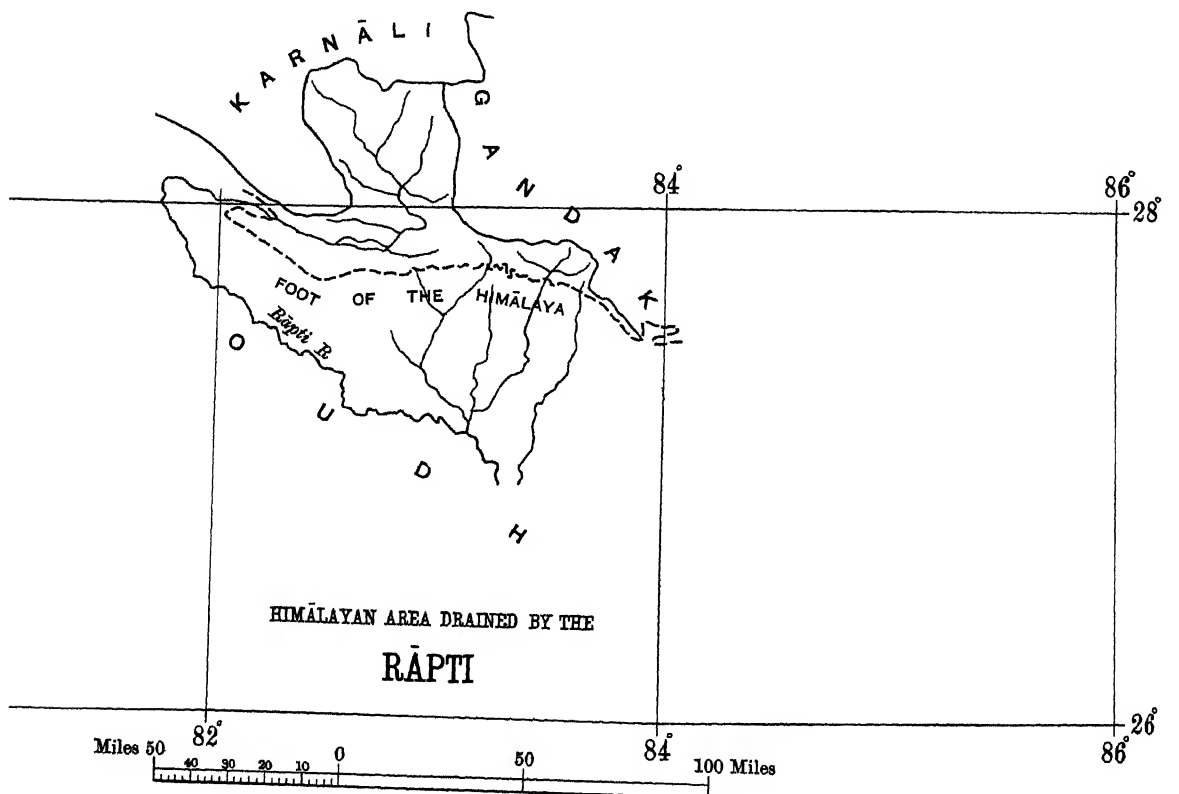 KARNĀLI
GANDAK
84°
86°
28°
FOOT OF THE HIMĀLAYA
Rāpti R
OUDH
HIMĀLAYAN AREA DRAINED BY THE
RĀPTI
26°
82°
84°
86°
Miles 50 40 30 20 10 0 50 100 Miles